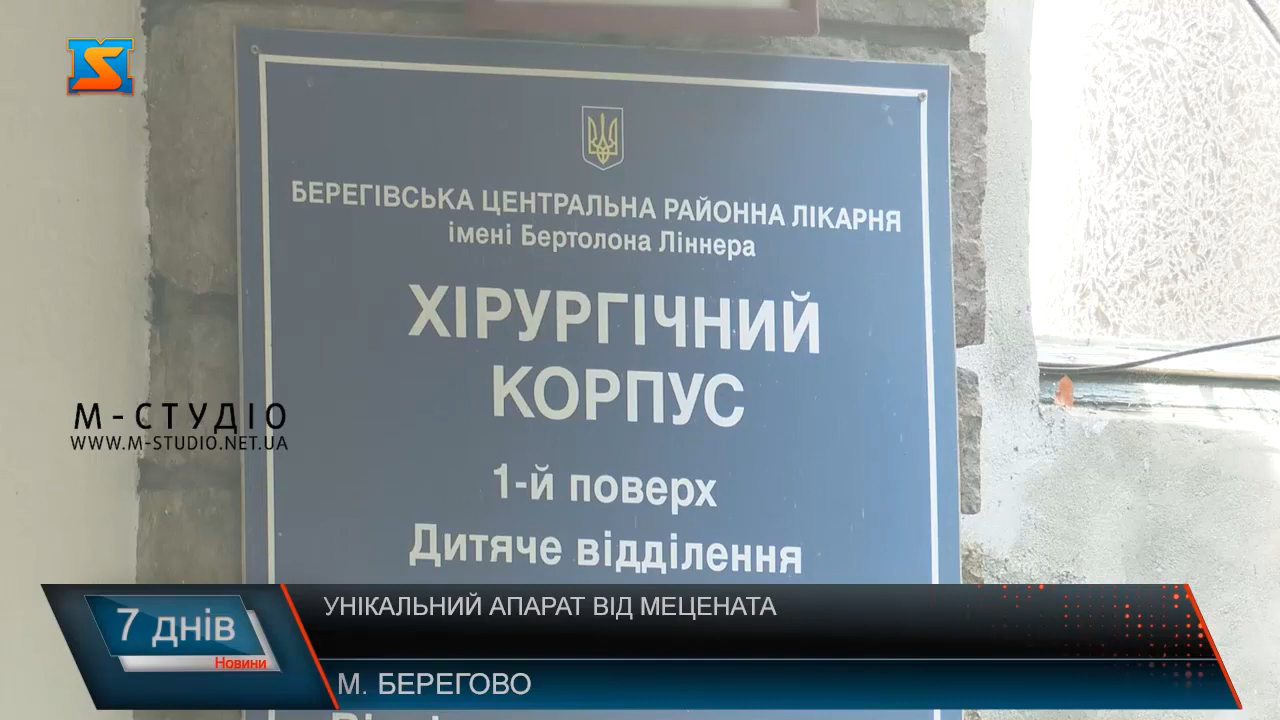 БЕРЕГІВСЬКА ЦЕНТРАЛЬНА РАЙОННА ЛІКАРНЯ
імені Бертолона Ліннера
ХІРУРГІЧНИЙ
КОРПУС
1-й поверх
Дитяче відділення
М-СТУДІО
WWW.M-STUDIO.NET.UA
7 днів
Новини
УНІКАЛЬНИЙ АПАРАТ ВІД МЕЦЕНАТА
М. БЕРЕГОВО